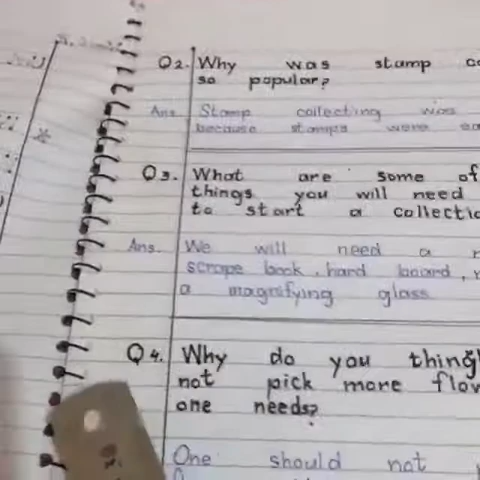 Q2. Why was stamp
so popular?
Ans. Stamp collecting was
because stamps were
Q3. What are some of
things you will need
to start a collectio
Ans. We will need a
scrape book, hard board,
a magnifying glass
Q4. Why do you thing
not pick more flow
one needs?
One should not